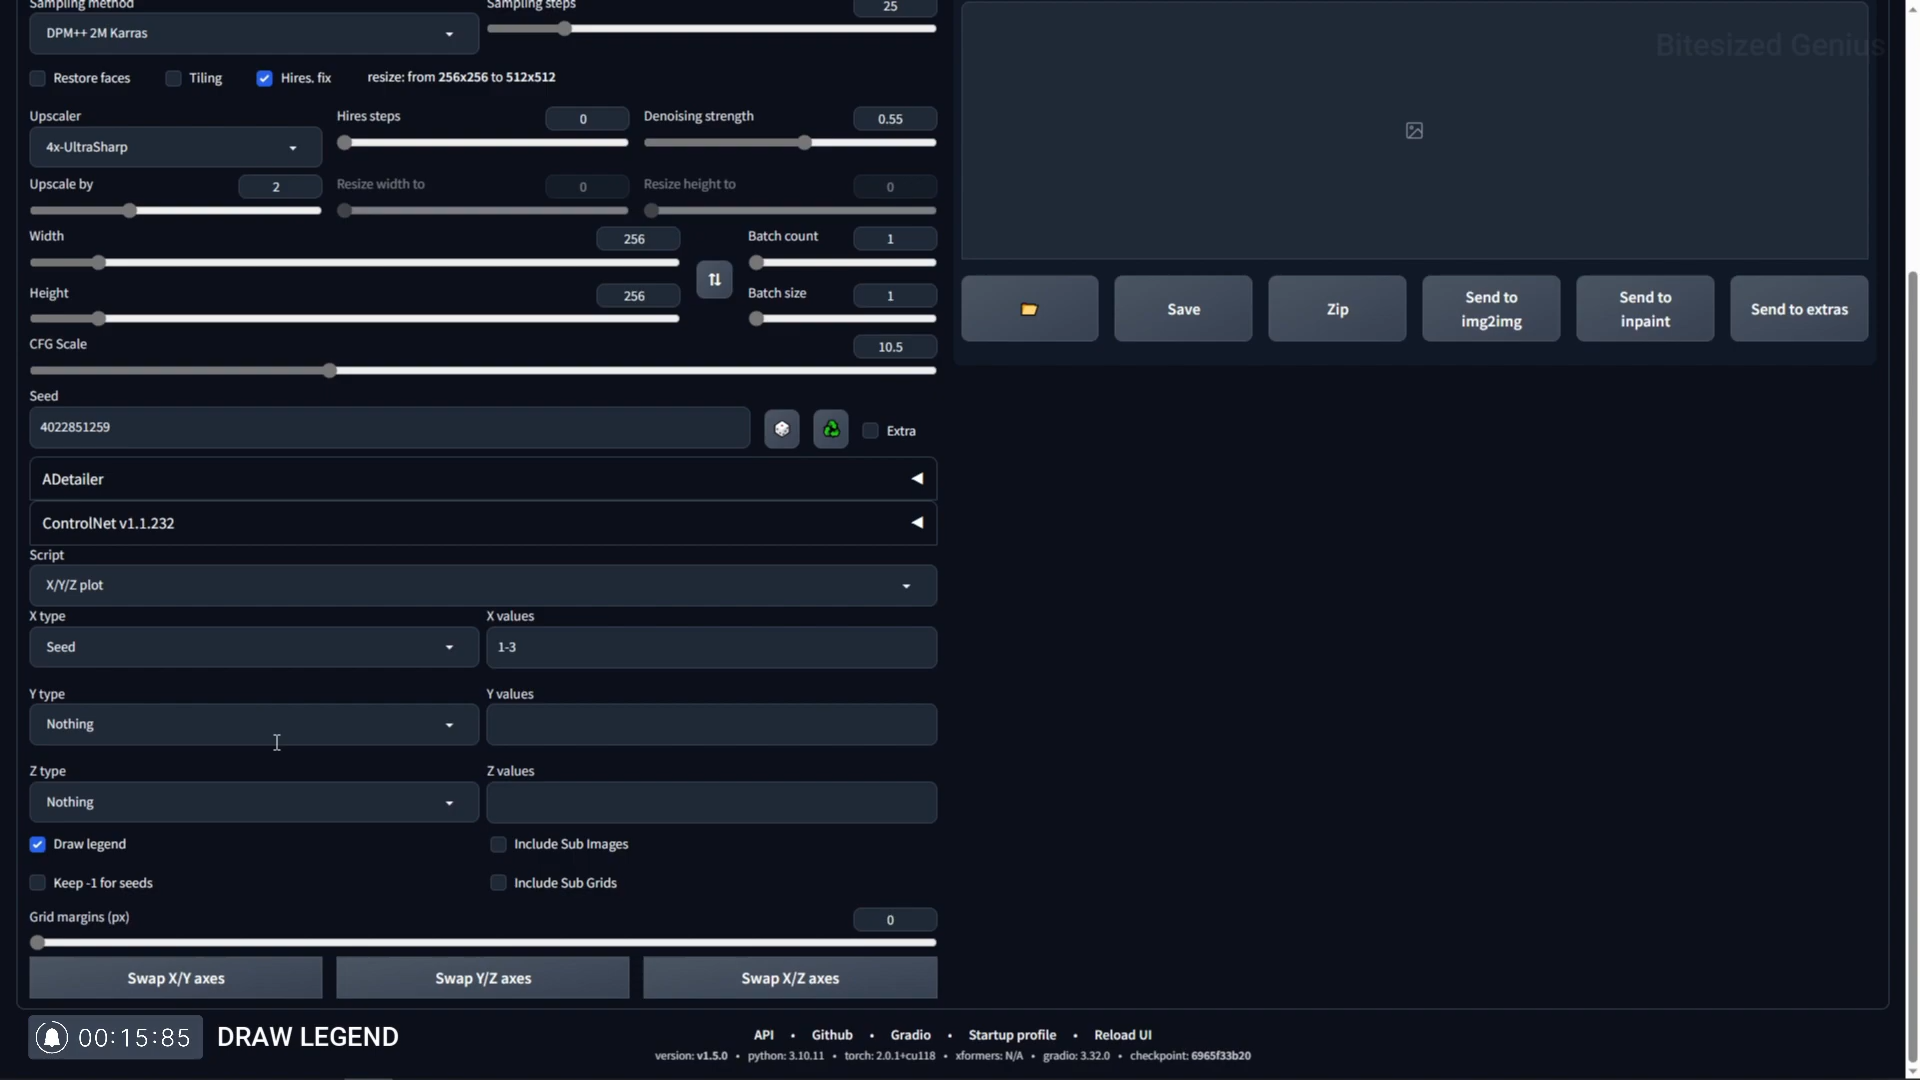 Sampling method
Sampling steps
25
DPM++ 2M Karras
Bitesized Genius
Restore faces
Tiling
Hires. fix
resize: from 256x256 to 512x512
Upscaler
Hires steps
0
Denoising strength
0.55
4x-UltraSharp
Upscale by
2
Resize width to
0
Resize height to
0
Width
256
Batch count
1
Height
256
Batch size
1
Save
Zip
Send to
img2img
Send to
inpaint
Send to extras
CFG Scale
10.5
Seed
4022851259
Extra
ADetailer
ControlNet v1.1.232
Script
X/Y/Z plot
X type
X values
Seed
1-3
Y type
Y values
Nothing
Z type
Z values
Nothing
Draw legend
Include Sub Images
Keep -1 for seeds
Include Sub Grids
Grid margins (px)
0
Swap X/Y axes
Swap Y/Z axes
Swap X/Z axes
00:15:85
DRAW LEGEND
API • Github • Gradio • Startup profile • Reload UI
version: v1.5.0 • python: 3.10.11 • torch: 2.0.1+cu118 • xformers: N/A • gradio: 3.32.0 • checkpoint: 6965f33b20